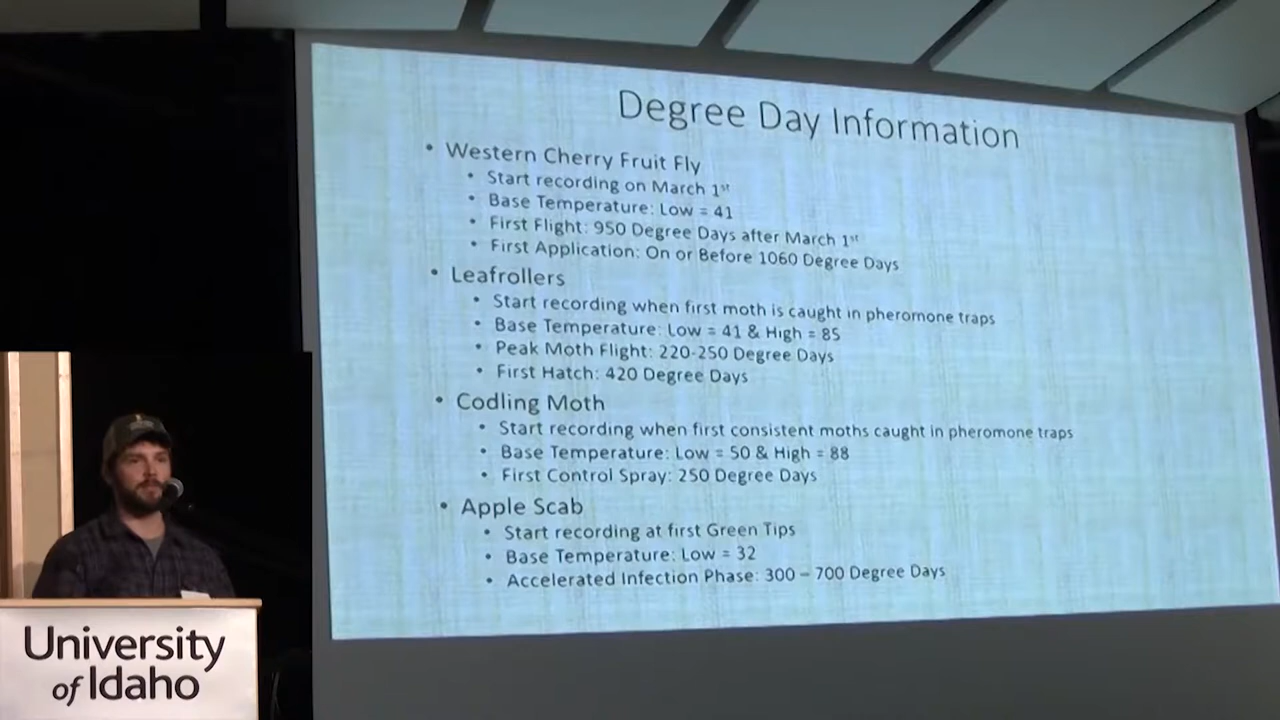 Degree Day Information
• Western Cherry Fruit Fly
• Start recording on March 1st
• Base Temperature: Low = 41
• First Flight: 950 Degree Days after March 1st
• First Application: On or Before 1060 Degree Days
• Leafrollers
• Start recording when first moth is caught in pheromone traps
• Base Temperature: Low = 41 & High = 85
• Peak Moth Flight: 220-250 Degree Days
• First Hatch: 420 Degree Days
• Codling Moth
• Start recording when first consistent moths caught in pheromone traps
• Base Temperature: Low = 50 & High = 88
• First Control Spray: 250 Degree Days
• Apple Scab
• Start recording at first Green Tips
• Base Temperature: Low = 32
• Accelerated Infection Phase: 300 – 700 Degree Days
University
of Idaho